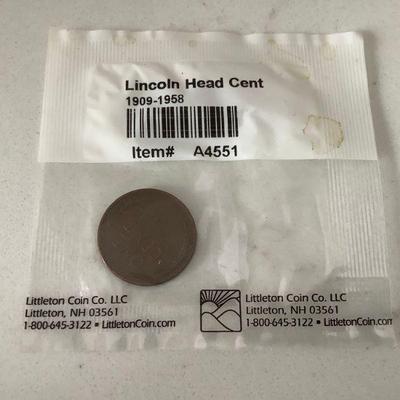 Lincoln Head Cent
1909-1958
Item# A4551
Littleton Coin Co. LLC
Littleton, NH 03561
1-800-645-3122 • LittletonCoin.com
Littleton Coin Co. LLC
Littleton, NH 03561
1-800-645-3122 • LittletonCoin.com